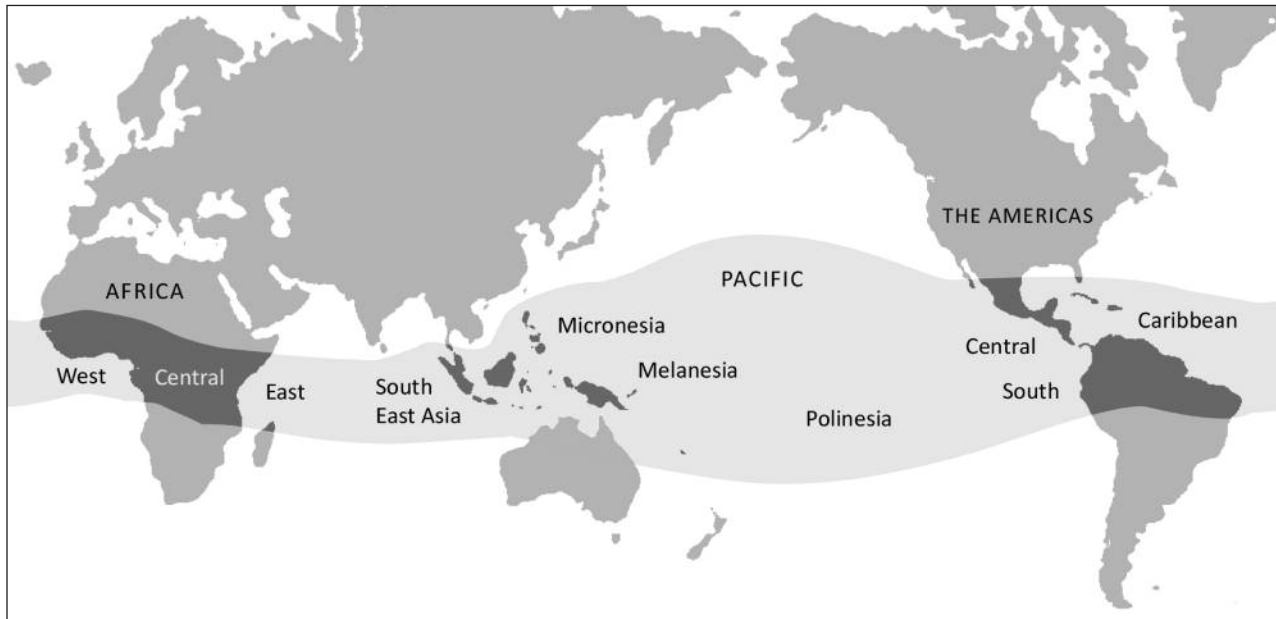 THE AMERICAS
PACIFIC
AFRICA
Micronesia
Caribbean
Central
Melanesia
West
Central
East
South
East Asia
South
Polinesia